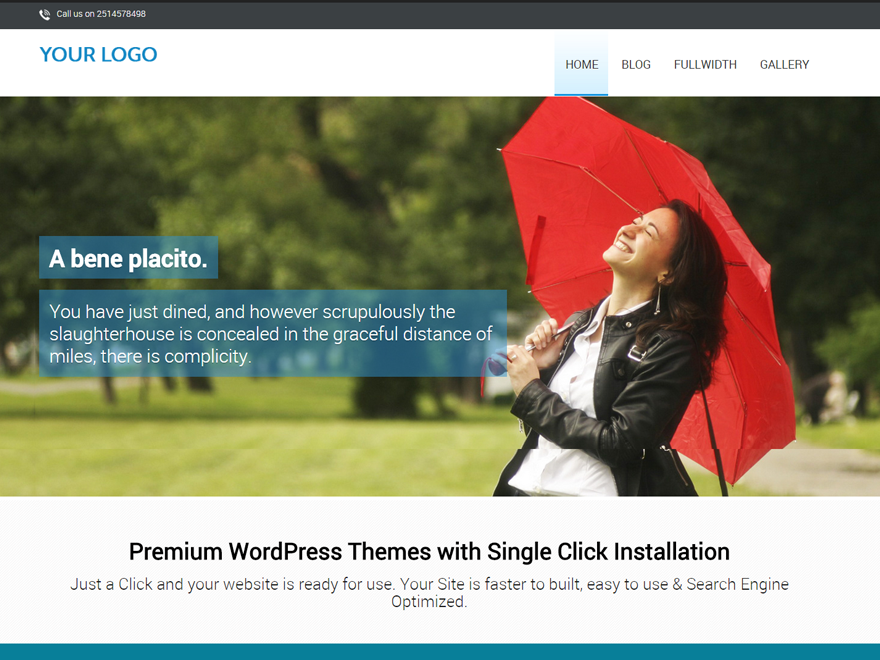 Call us on 2514578498
YOUR LOGO
HOME BLOG FULLWIDTH GALLERY
A bene placito.
You have just dined, and however scrupulously the
slaughterhouse is concealed in the graceful distance of
miles, there is complicity.
Premium WordPress Themes with Single Click Installation
Just a Click and your website is ready for use. Your Site is faster to built, easy to use & Search Engine
Optimized.